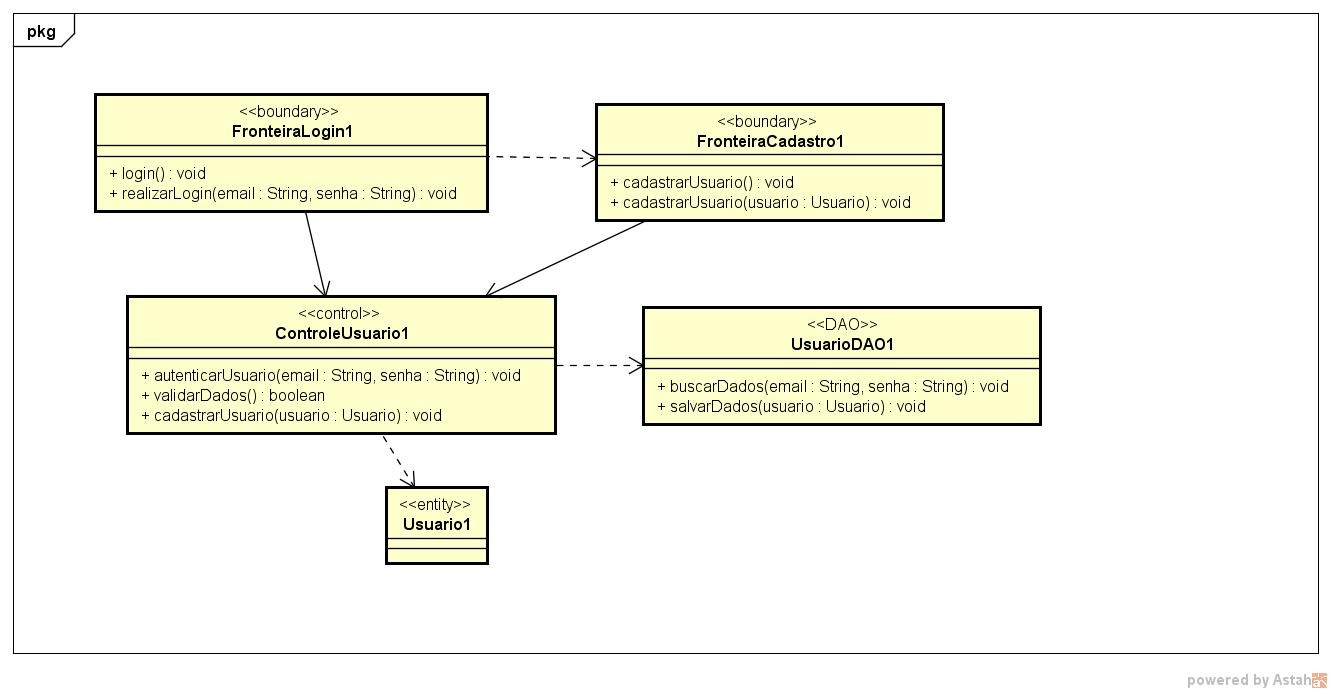 pkg
<<boundary>>
FronteiraLogin1
+ login() : void
+ realizarLogin(email : String, senha : String) : void
<<boundary>>
FronteiraCadastro1
+ cadastrarUsuario() : void
+ cadastrarUsuario(usuario : Usuario) : void
<<control>>
ControleUsuario1
+ autenticarUsuario(email : String, senha : String) : void
+ validarDados() : boolean
+ cadastrarUsuario(usuario : Usuario) : void
<<DAO>>
UsuarioDAO1
+ buscarDados(email : String, senha : String) : void
+ salvarDados(usuario : Usuario) : void
<<entity>>
Usuario1
powered by Astah